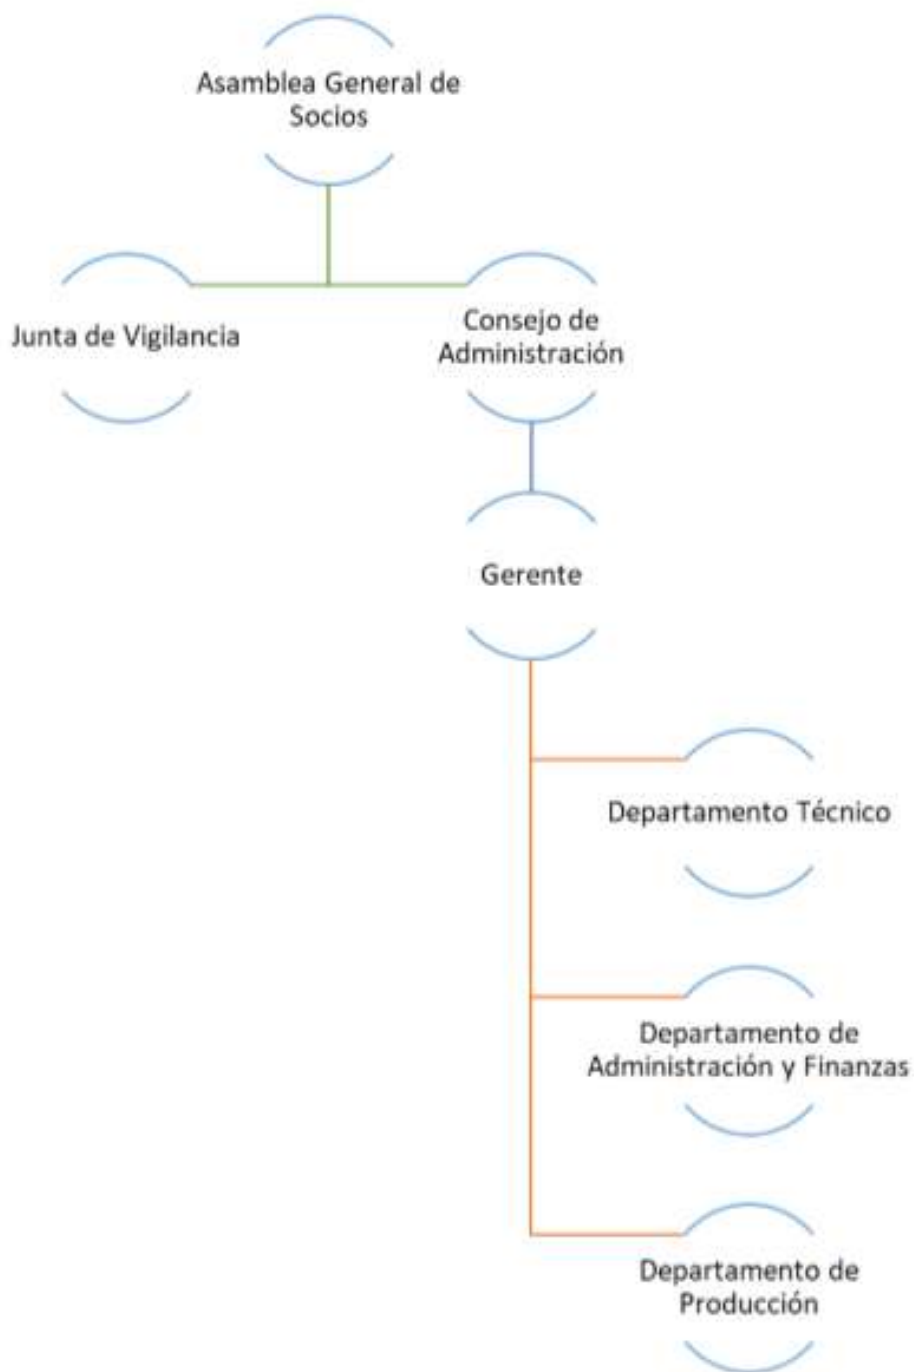 Asamblea General de
Socios
Junta de Vigilancia
Consejo de
Administración
Gerente
Departamento Técnico
Departamento de
Administración y Finanzas
Departamento de
Producción